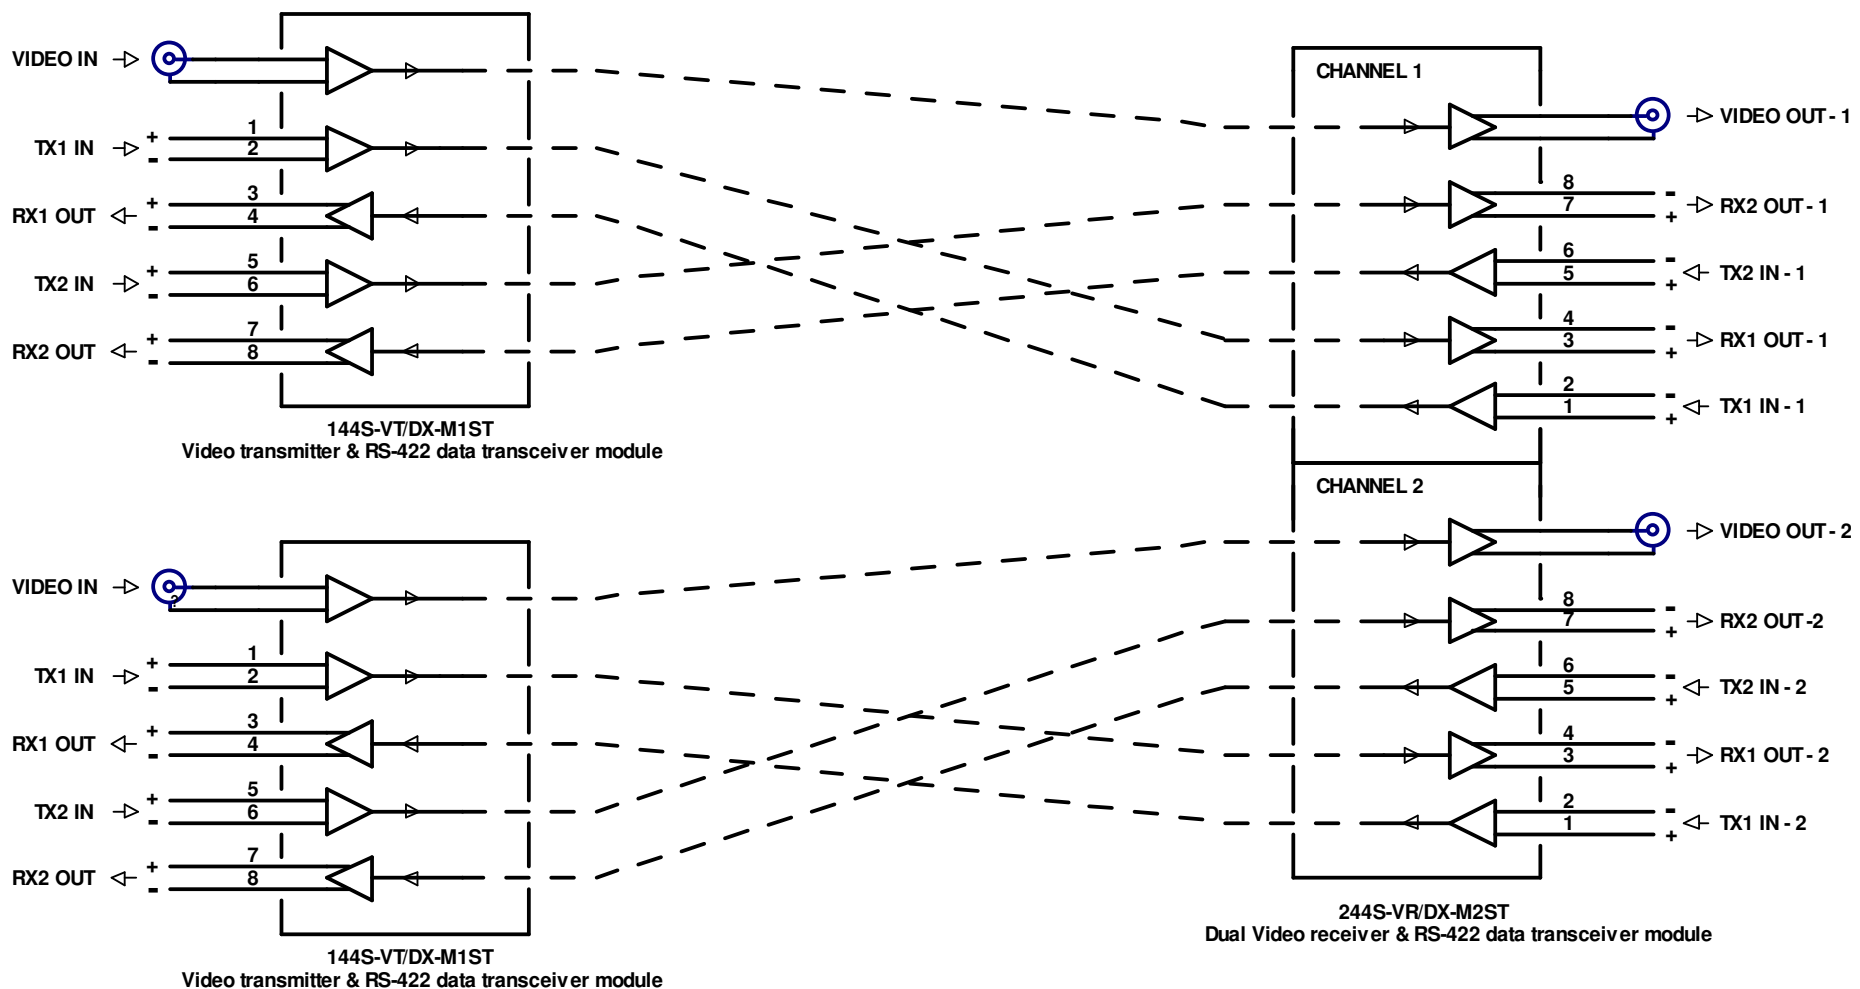 VIDEO IN
TX1 IN + 1
- 2
RX1 OUT + 3
- 4
TX2 IN + 5
- 6
RX2 OUT + 7
- 8
144S-VT/DX-M1ST
Video transmitter & RS-422 data transceiver module
VIDEO IN
?
TX1 IN + 1
- 2
RX1 OUT + 3
- 4
TX2 IN + 5
- 6
RX2 OUT + 7
- 8
144S-VT/DX-M1ST
Video transmitter & RS-422 data transceiver module
CHANNEL 1
VIDEO OUT - 1
8 -
7 + RX2 OUT - 1
6 -
5 + TX2 IN - 1
4 -
3 + RX1 OUT - 1
2 -
1 + TX1 IN - 1
CHANNEL 2
VIDEO OUT - 2
8 -
7 + RX2 OUT -2
6 -
5 + TX2 IN - 2
4 -
3 + RX1 OUT - 2
2 -
1 + TX1 IN - 2
244S-VR/DX-M2ST
Dual Video receiver & RS-422 data transceiver module